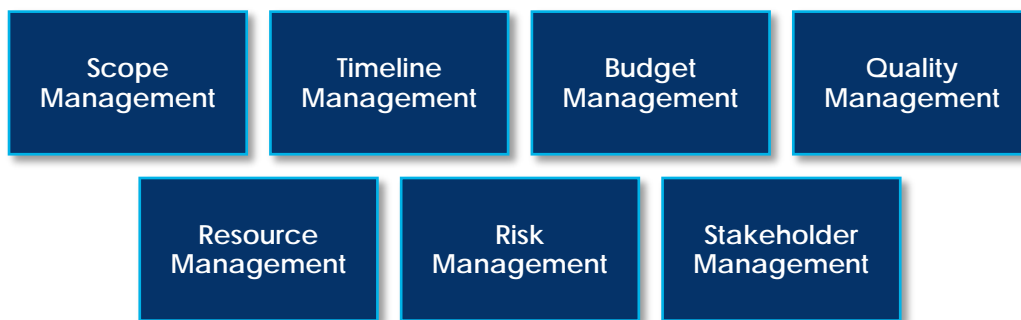 Scope
Management
Timeline
Management
Budget
Management
Quality
Management
Resource
Management
Risk
Management
Stakeholder
Management